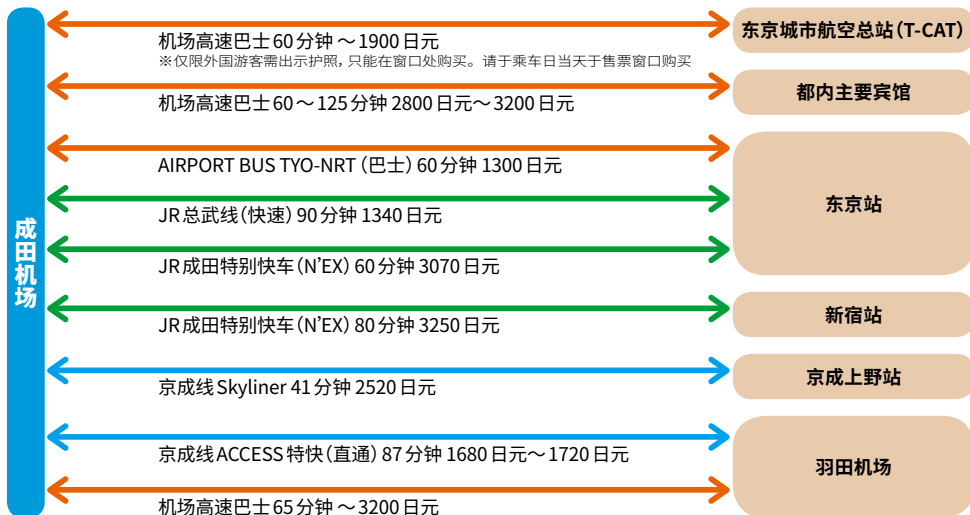 成田机场
机场高速巴士60分钟 ～1900日元
※仅限外国游客需出示护照，只能在窗口处购买。请于乘车日当天于售票窗口购买
东京城市航空总站(T-CAT)
机场高速巴士60～125分钟 2800日元～3200日元
都内主要宾馆
AIRPORT BUS TYO-NRT (巴士) 60分钟 1300日元
JR总武线(快速) 90分钟 1340日元
JR成田特别快车(N’EX) 60分钟 3070日元
东京站
JR成田特别快车(N’EX) 80分钟 3250日元
新宿站
京成线Skyliner 41分钟 2520日元
京成上野站
京成线ACCESS特快(直通) 87分钟 1680日元～1720日元
机场高速巴士65分钟 ～3200日元
羽田机场